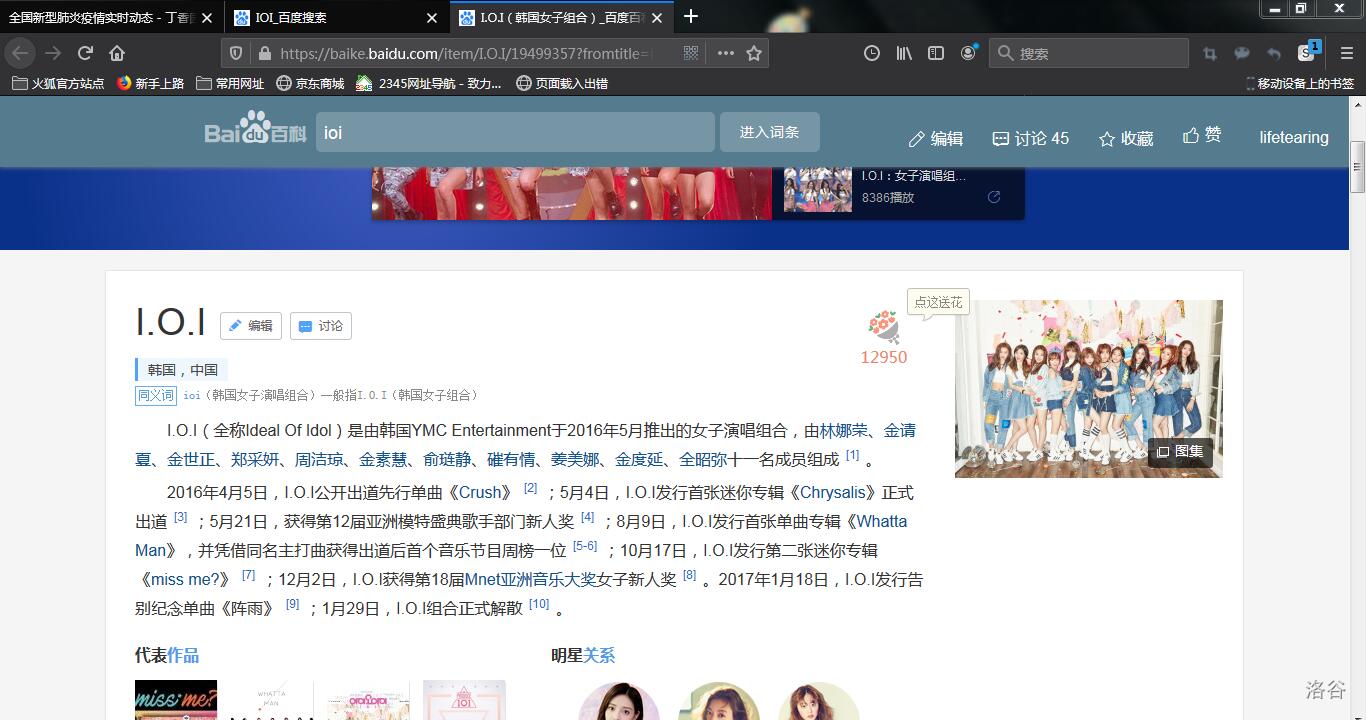 全国新型肺炎疫情实时动态 - 丁香
IOI_百度搜索
I.O.I（韩国女子组合）_百度百
https://baike.baidu.com/item/I.O.I/19499357?fromtitle=
搜索
1
火狐官方站点
新手上路
常用网址
京东商城
2345网址导航 - 致力...
页面载入出错
移动设备上的书签
Bai du 百科
ioi
进入词条
编辑
讨论 45
收藏
赞
lifetearing
I.O.I：女子演唱组...
8386播放
I.O.I
编辑
讨论
点这送花
12950
韩国，中国
同义词 ioi（韩国女子演唱组合）一般指I.O.I（韩国女子组合）
I.O.I（全称Ideal Of Idol）是由韩国YMC Entertainment于2016年5月推出的女子演唱组合，由林娜荣、金请
夏、金世正、郑采妍、周洁琼、金素慧、俞琏静、磪有情、姜美娜、金度延、全昭弥十一名成员组成 [1] 。
2016年4月5日，I.O.I公开出道先行单曲《Crush》 [2] ；5月4日，I.O.I发行首张迷你专辑《Chrysalis》正式
出道 [3] ；5月21日，获得第12届亚洲模特盛典歌手部门新人奖 [4] ；8月9日，I.O.I发行首张单曲专辑《Whatta
Man》，并凭借同名主打曲获得出道后首个音乐节目周榜一位 [5-6] ；10月17日，I.O.I发行第二张迷你专辑
《miss me?》 [7] ；12月2日，I.O.I获得第18届Mnet亚洲音乐大奖女子新人奖 [8] 。2017年1月18日，I.O.I发行告
别纪念单曲《阵雨》 [9] ；1月29日，I.O.I组合正式解散 [10] 。
图集
代表作品
明星关系
miss me?
WHATTA
MAN
101
洛谷